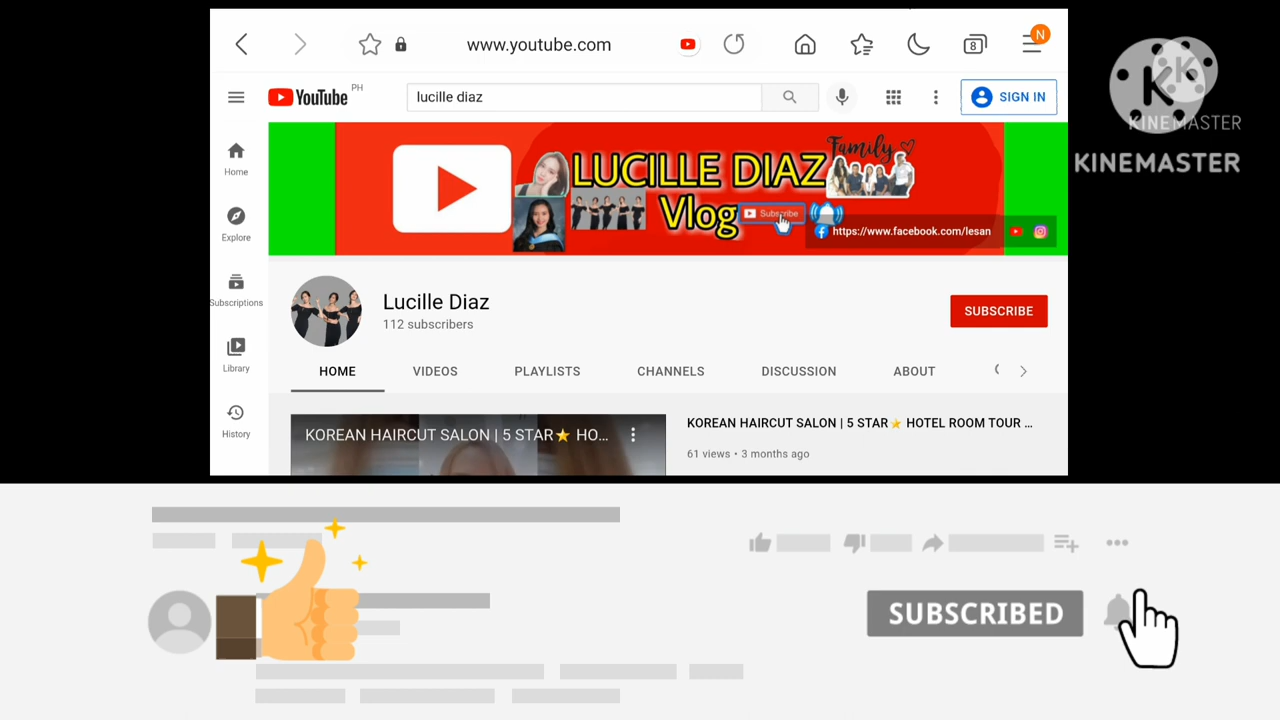 www.youtube.com
8
N
YouTube PH
lucille diaz
SIGN IN
Home
Explore
Subscriptions
Library
History
LUCILLE DIAZ
Vlog
Family
Subscribe
https://www.facebook.com/lesan
Lucille Diaz
112 subscribers
SUBSCRIBE
HOME
VIDEOS
PLAYLISTS
CHANNELS
DISCUSSION
ABOUT
KOREAN HAIRCUT SALON | 5 STAR⭐ HO...
KOREAN HAIRCUT SALON | 5 STAR⭐ HOTEL ROOM TOUR ...
61 views • 3 months ago
K
K
KINEMASTER
KINEMASTER
SUBSCRIBED